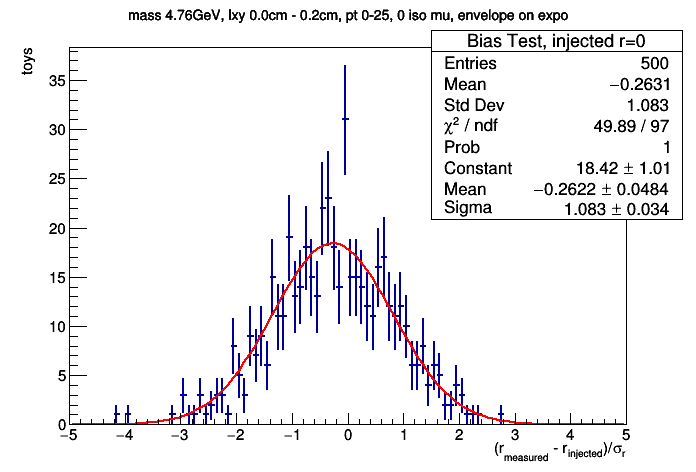 mass 4.76GeV, lxy 0.0cm - 0.2cm, pt 0-25, 0 iso mu, envelope on expo
toys
Bias Test, injected r=0
Entries 500
Mean −0.2631
Std Dev 1.083
χ² / ndf 49.89 / 97
Prob 1
Constant 18.42 ± 1.01
Mean −0.2622 ± 0.0484
Sigma 1.083 ± 0.034
35
30
25
20
15
10
5
0
−5 −4 −3 −2 −1 0 1 2 3 4 5
(r_measured - r_injected)/σ_r